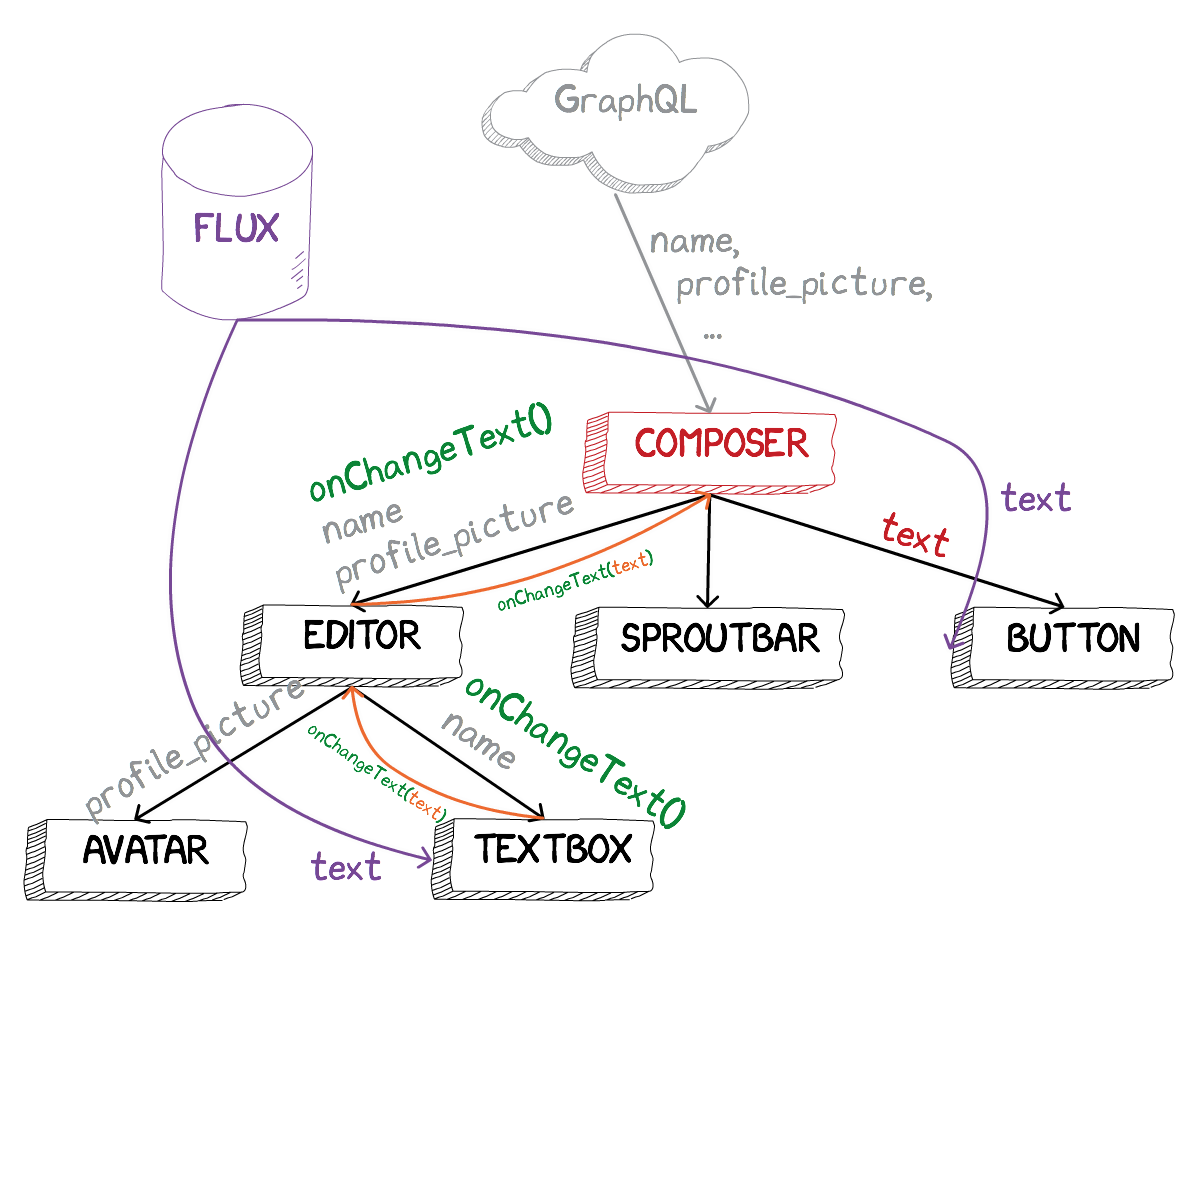 GraphQL
FLUX
name,
profile_picture,
...
onChangeText()
COMPOSER
name
profile_picture
text
text
onChangeText(text)
EDITOR
SPROUTBAR
BUTTON
profile_picture
onChangeText(text)
name
onChangeText()
AVATAR
text
TEXTBOX